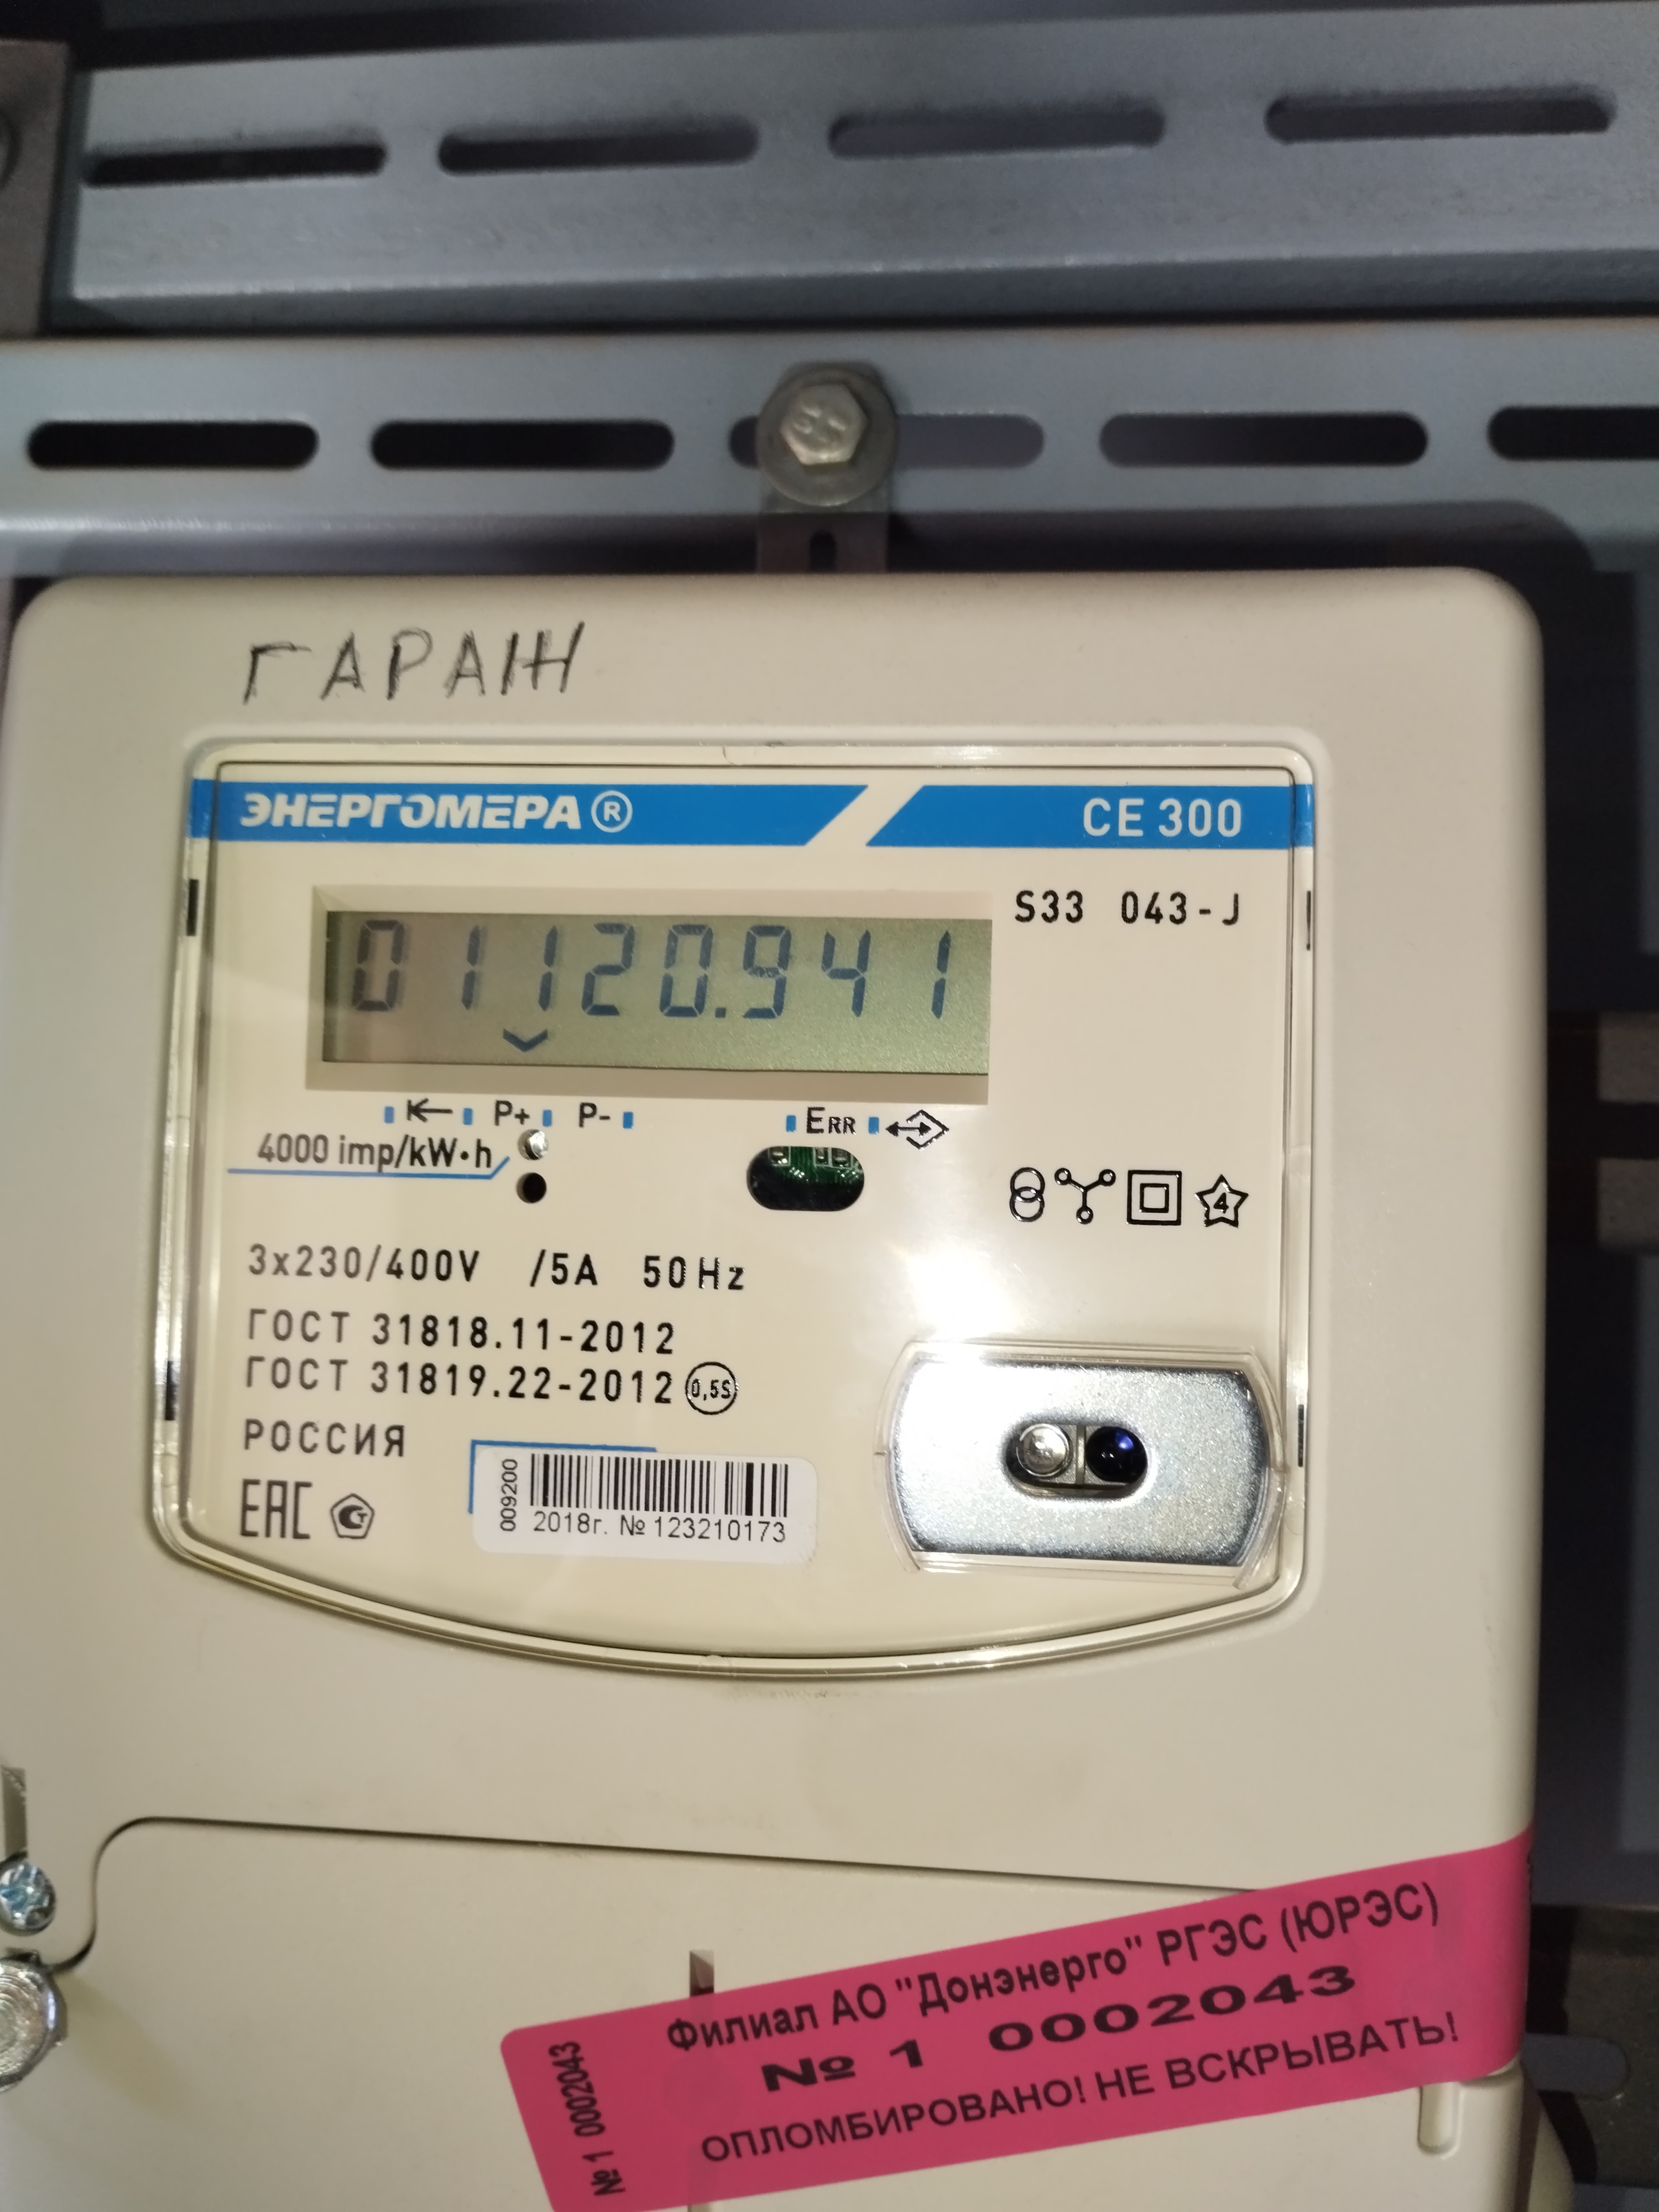 ГАРАЖ
ЭНЕРГОМЕРА® CE 300
S33 043-J
01120.941
P+ P- ERR
4000 imp/kW•h
4
3x230/400V /5A 50Hz
ГОСТ 31818.11-2012
ГОСТ 31819.22-2012 0,5S
РОССИЯ
ЕАС
009200
2018г. № 123210173
Филиал АО "Донэнерго" РГЭС (ЮРЭС)
№ 1 0002043
ОПЛОМБИРОВАНО! НЕ ВСКРЫВАТЬ!
№ 1 0002043